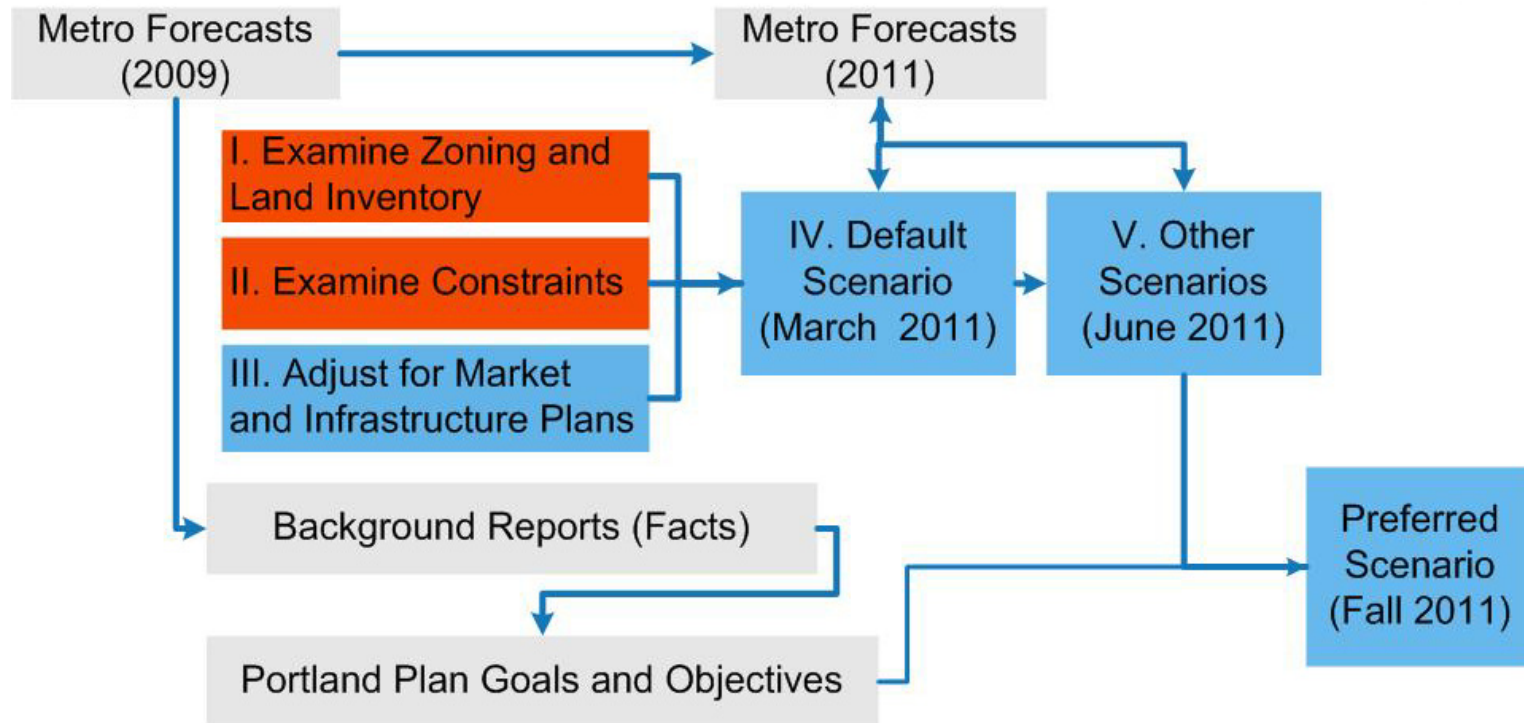 Metro Forecasts
(2009)
Metro Forecasts
(2011)
I. Examine Zoning and
Land Inventory
II. Examine Constraints
III. Adjust for Market
and Infrastructure Plans
IV. Default
Scenario
(March 2011)
V. Other
Scenarios
(June 2011)
Background Reports (Facts)
Portland Plan Goals and Objectives
Preferred
Scenario
(Fall 2011)